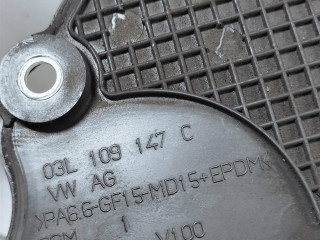 03L 109 147 C
VW AG
>PA6.6-GF15-MD15+EPDM<
1
V100